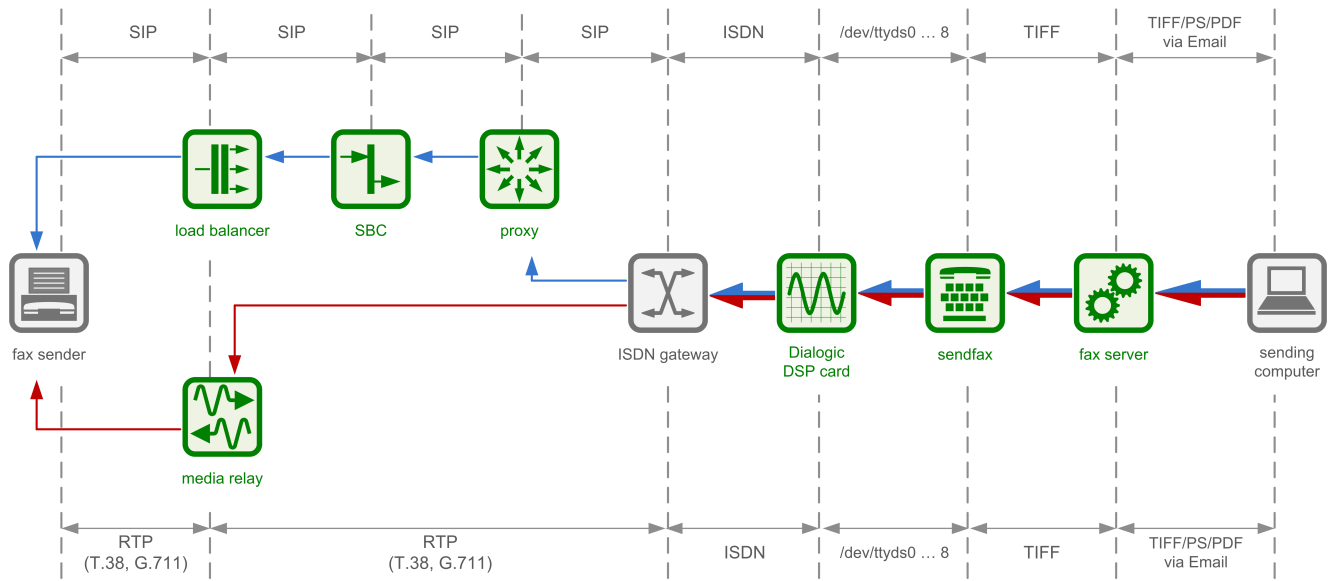 SIP
SIP
SIP
SIP
ISDN
/dev/ttyds0 … 8
TIFF
TIFF/PS/PDF
via Email
load balancer
SBC
proxy
fax sender
ISDN gateway
Dialogic
DSP card
sendfax
fax server
sending
computer
media relay
RTP
(T.38, G.711)
RTP
(T.38, G.711)
ISDN
/dev/ttyds0 … 8
TIFF
TIFF/PS/PDF
via Email